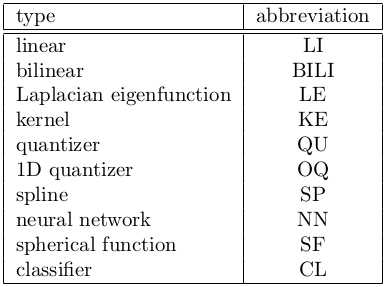 type abbreviation
linear LI
bilinear BILI
Laplacian eigenfunction LE
kernel KE
quantizer QU
1D quantizer OQ
spline SP
neural network NN
spherical function SF
classifier CL